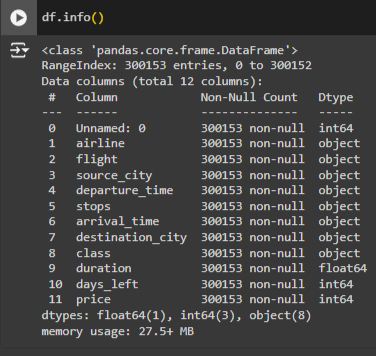 df.info()
<class 'pandas.core.frame.DataFrame'>
RangeIndex: 300153 entries, 0 to 300152
Data columns (total 12 columns):
 #   Column            Non-Null Count   Dtype
---  ------            --------------   -----
 0   Unnamed: 0        300153 non-null  int64
 1   airline           300153 non-null  object
 2   flight            300153 non-null  object
 3   source_city       300153 non-null  object
 4   departure_time    300153 non-null  object
 5   stops             300153 non-null  object
 6   arrival_time      300153 non-null  object
 7   destination_city  300153 non-null  object
 8   class             300153 non-null  object
 9   duration          300153 non-null  float64
 10  days_left         300153 non-null  int64
 11  price             300153 non-null  int64
dtypes: float64(1), int64(3), object(8)
memory usage: 27.5+ MB